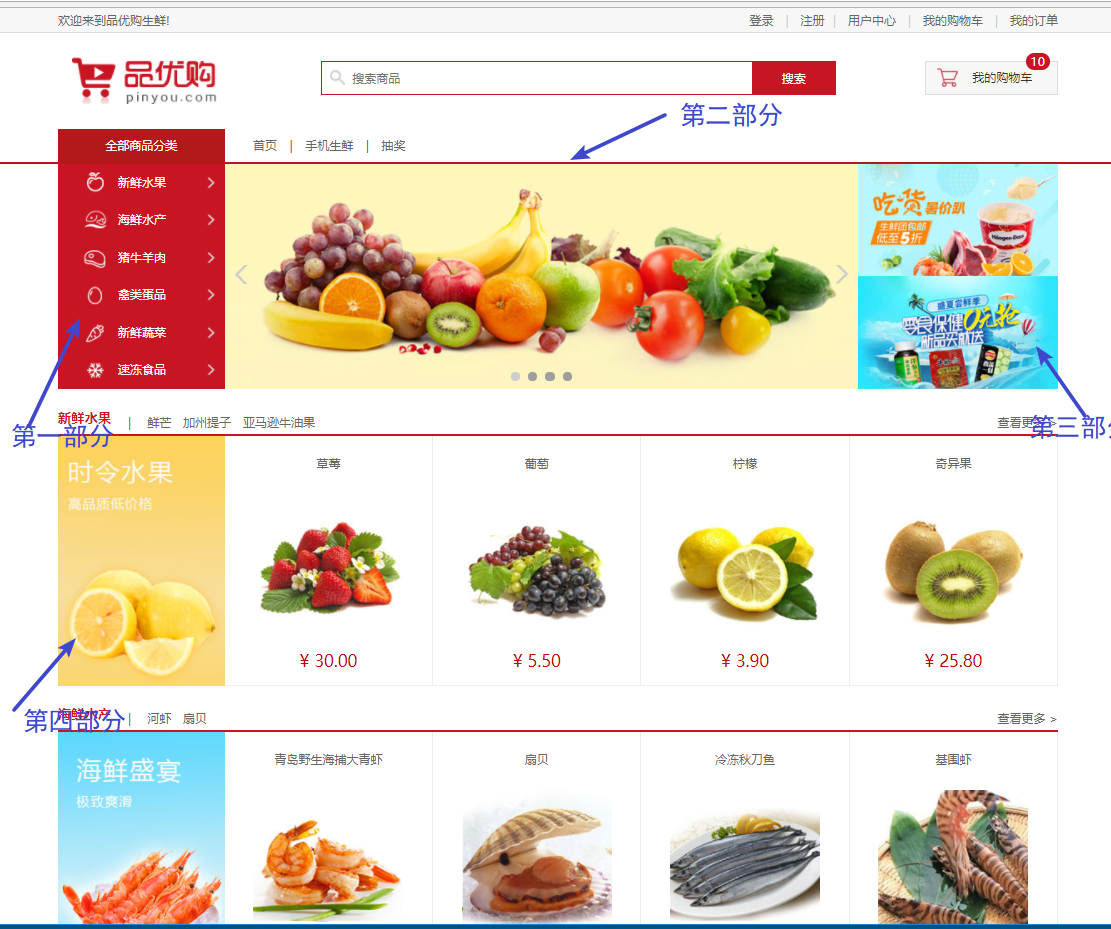 欢迎来到品优购生鲜!
登录 | 注册 | 用户中心 | 我的购物车 | 我的订单
品优购
pinyou.com
搜索商品
搜索
我的购物车
10
第二部分
全部商品分类
首页 | 手机生鲜 | 抽奖
新鲜水果
海鲜水产
猪牛羊肉
禽类蛋品
新鲜蔬菜
速冻食品
吃货暑价趴
生鲜团包邮
低至5折
Häagen-Dazs
盛夏尝鲜季
零食保健0元抢
新品买就送
第一部分
第三部分
新鲜水果 | 鲜芒 加州提子 亚马逊牛油果
查看更 >
时令水果
高品质低价格
草莓
葡萄
柠檬
奇异果
¥ 30.00
¥ 5.50
¥ 3.90
¥ 25.80
第四部分
海鲜水产 | 河虾 扇贝
查看更多 >
海鲜盛宴
极致爽滑
青岛野生海捕大青虾
扇贝
冷冻秋刀鱼
基围虾